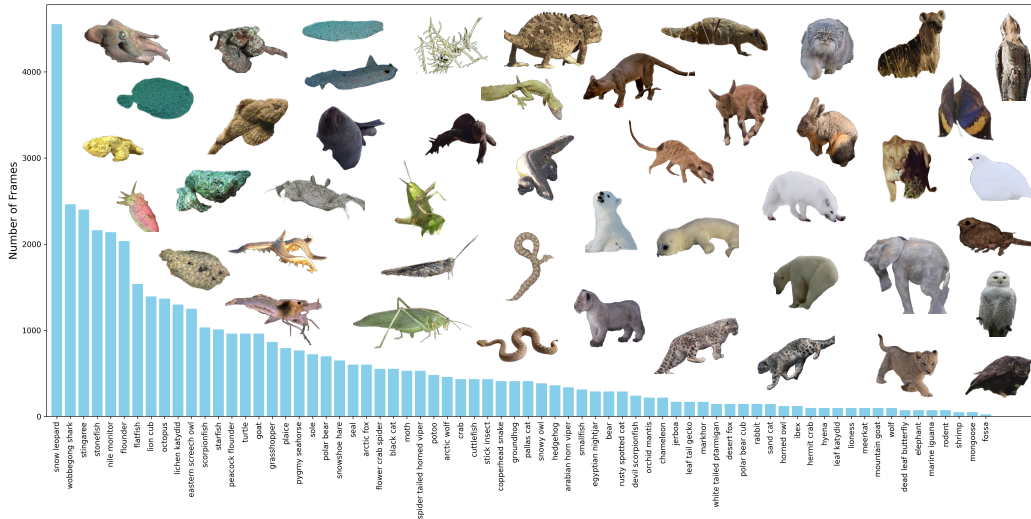 Number of Frames
4000
3000
2000
1000
0
snow leopard
wobbegong shark
stingaree
stonefish
nile monitor
flounder
flatfish
lion cub
octopus
lichen katydid
eastern screech owl
scorpionfish
starfish
peacock flounder
turtle
goat
grasshopper
plaice
pygmy seahorse
sole
polar bear
snowshoe hare
seal
arctic fox
flower crab spider
black cat
moth
spider tailed horned viper
potoo
arctic wolf
crab
cuttlefish
stick insect
copperhead snake
groundhog
pallas cat
snowy owl
hedgehog
arabian horn viper
smallfish
egyptian nightjar
bear
rusty spotted cat
devil scorpionfish
orchid mantis
chameleon
jerboa
leaf tail gecko
markhor
white tailed ptarmigan
desert fox
polar bear cub
rabbit
sand cat
horned owl
ibex
hermit crab
hyena
leaf katydid
lioness
meerkat
mountain goat
wolf
dead leaf butterfly
elephant
marine iguana
rodent
shrimp
mongoose
fossa